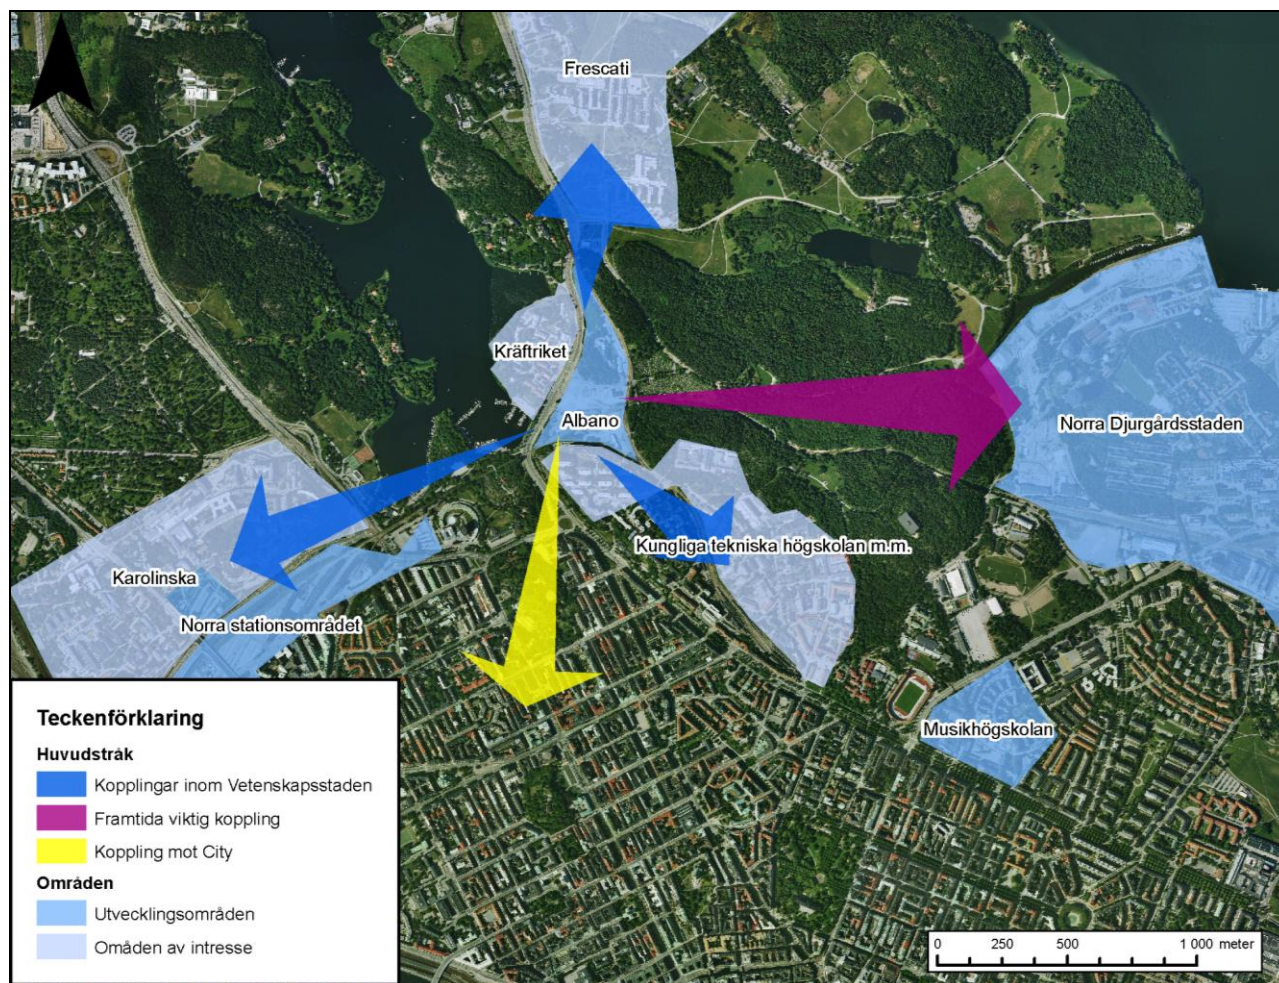 Frescati
Kräftriket
Albano
Norra Djurgårdsstaden
Kungliga tekniska högskolan m.m.
Karolinska
Norra stationsområdet
Musikhögskolan
Teckenförklaring
Huvudstråk
Kopplingar inom Vetenskapsstaden
Framtida viktig koppling
Koppling mot City
Områden
Utvecklingsområden
Omåden av intresse
0 250 500 1 000 meter